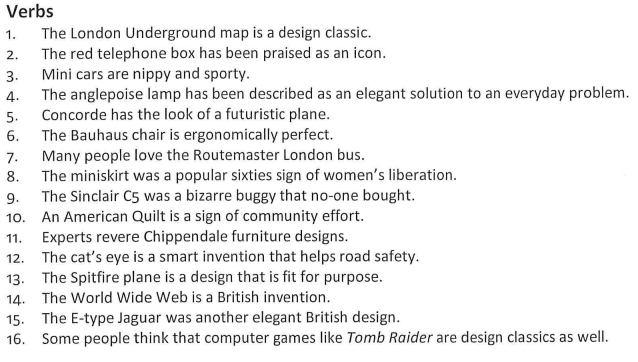 Verbs
1. The London Underground map is a design classic.
2. The red telephone box has been praised as an icon.
3. Mini cars are nippy and sporty.
4. The anglepoise lamp has been described as an elegant solution to an everyday problem.
5. Concorde has the look of a futuristic plane.
6. The Bauhaus chair is ergonomically perfect.
7. Many people love the Routemaster London bus.
8. The miniskirt was a popular sixties sign of women's liberation.
9. The Sinclair C5 was a bizarre buggy that no-one bought.
10. An American Quilt is a sign of community effort.
11. Experts revere Chippendale furniture designs.
12. The cat's eye is a smart invention that helps road safety.
13. The Spitfire plane is a design that is fit for purpose.
14. The World Wide Web is a British invention.
15. The E-type Jaguar was another elegant British design.
16. Some people think that computer games like Tomb Raider are design classics as well.